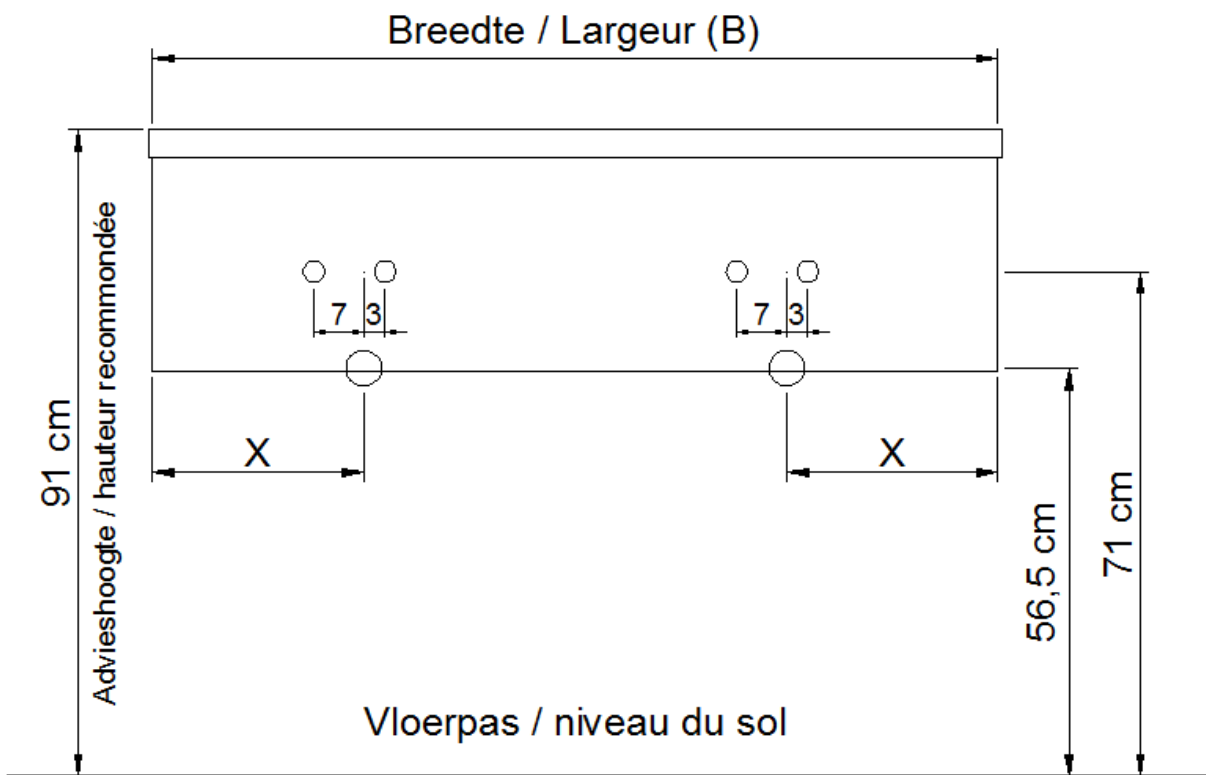 Breedte / Largeur (B)
91 cm
Advieshoogte / hauteur recommondée
7 3
7 3
X
X
56,5 cm
71 cm
Vloerpas / niveau du sol